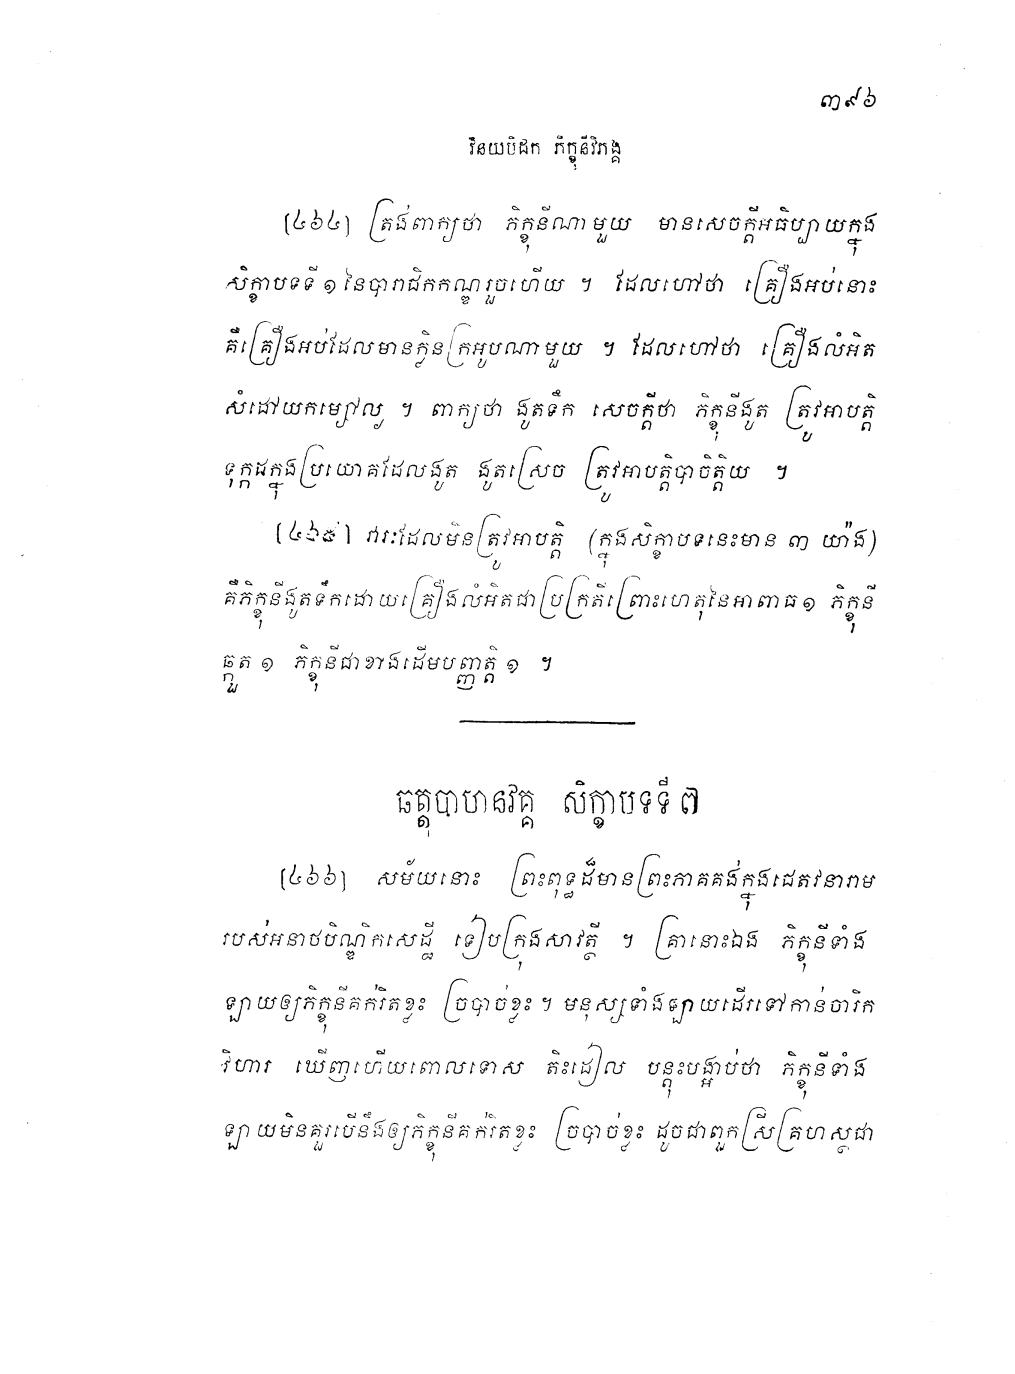 ៣៩៦
វិនយបិដក ភិក្ខុនីវិភង្គ
(៤៦៤) ត្រង់ពាក្យថា ភិក្ខុនីណាមួយ មានសេចក្តីអធិប្បាយក្នុង
សិក្ខាបទទី ១ នៃបារាជិកកណ្ឌរួចហើយ ។ ដែលហៅថា គ្រឿងអប់នោះ
គឺគ្រឿងអប់ដែលមានក្លិនក្រអូបណាមួយ ។ ដែលហៅថា គ្រឿងលំអិត
សំដៅយកម្សៅល្ង ។ ពាក្យថា ងូតទឹក សេចក្តីថា ភិក្ខុនីងូត ត្រូវអាបត្តិ
ទុក្កដក្នុងប្រយោគដែលងូត ងូតស្រេច ត្រូវអាបត្តិបាចិត្តិយ ។
(៤៦៥) វារៈដែលមិនត្រូវអាបត្តិ (ក្នុងសិក្ខាបទនេះមាន ៣ យ៉ាង)
គឺភិក្ខុនីងូតទឹកដោយគ្រឿងលំអិតជាប្រក្រតីព្រោះហេតុនៃអាពាធ ១ ភិក្ខុនី
ឆ្កួត ១ ភិក្ខុនីជាខាងដើមបញ្ញត្តិ ១ ។
ឆត្តុបាហនវគ្គ សិក្ខាបទទី ៧
(៤៦៦) សម័យនោះ ព្រះពុទ្ធដ៏មានព្រះភាគគង់ក្នុងជេតវនារាម
របស់អនាថបិណ្ឌិកសេដ្ឋី ទៀបក្រុងសាវត្ថី ។ គ្រានោះឯង ភិក្ខុនីទាំង
ឡាយឲ្យភិក្ខុនីគក់រិតខ្លះ ច្របាច់ខ្លះ ។ មនុស្សទាំងឡាយដើរទៅកាន់ចារិក
វិហារ ឃើញហើយពោលទោស តិះដៀល បន្តុះបង្អាប់ថា ភិក្ខុនីទាំង
ឡាយមិនគួរបើនឹងឲ្យភិក្ខុនីគក់រិតខ្លះ ច្របាច់ខ្លះ ដូចជាពួកស្រីគ្រហស្ថជា